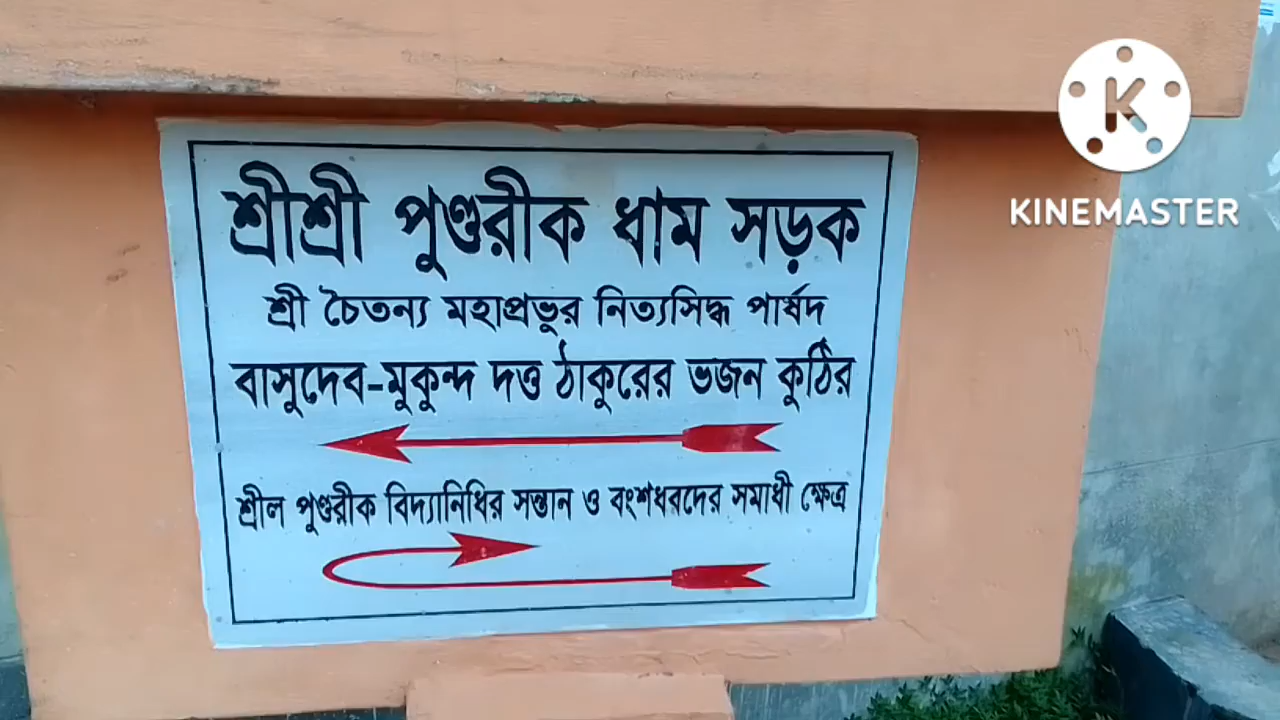 শ্রীশ্রী পুণ্ডরীক ধাম সড়ক
শ্রী চৈতন্য মহাপ্রভুর নিত্যসিদ্ধ পার্ষদ
বাসুদেব-মুকুন্দ দত্ত ঠাকুরের ভজন কুঠির
শ্রীল পুণ্ডরীক বিদ্যানিধির সন্তান ও বংশধরদের সমাধী ক্ষেত্র
K
KINEMASTER